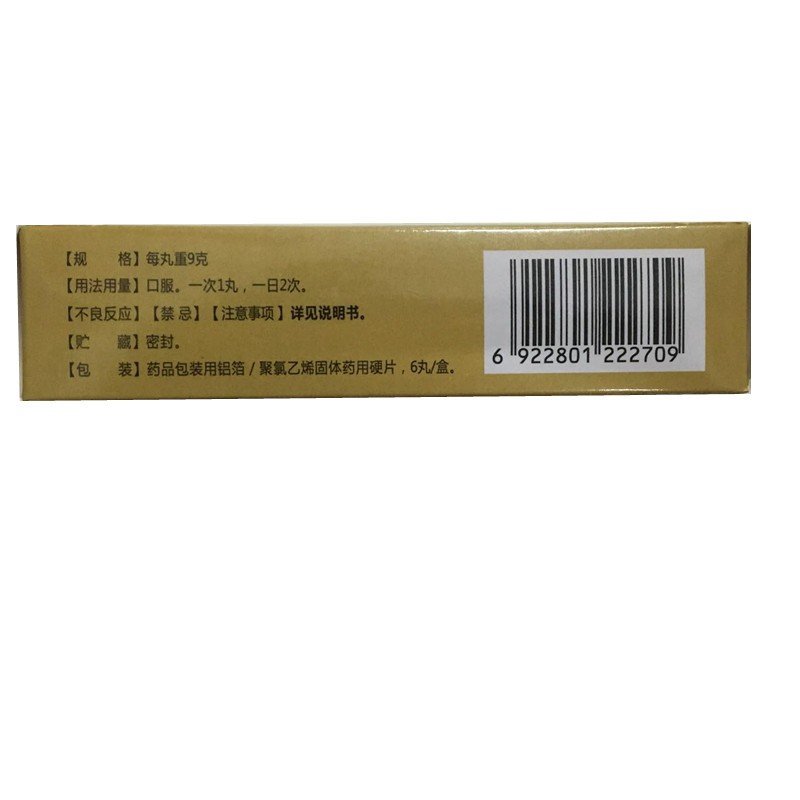 【规　　格】每丸重9克
【用法用量】口服。一次1丸，一日2次。
【不良反应】【禁 忌】【注意事项】详见说明书。
【贮　　藏】密封。
【包　　装】药品包装用铝箔 / 聚氯乙烯固体药用硬片，6丸/盒。
6 922801 222709